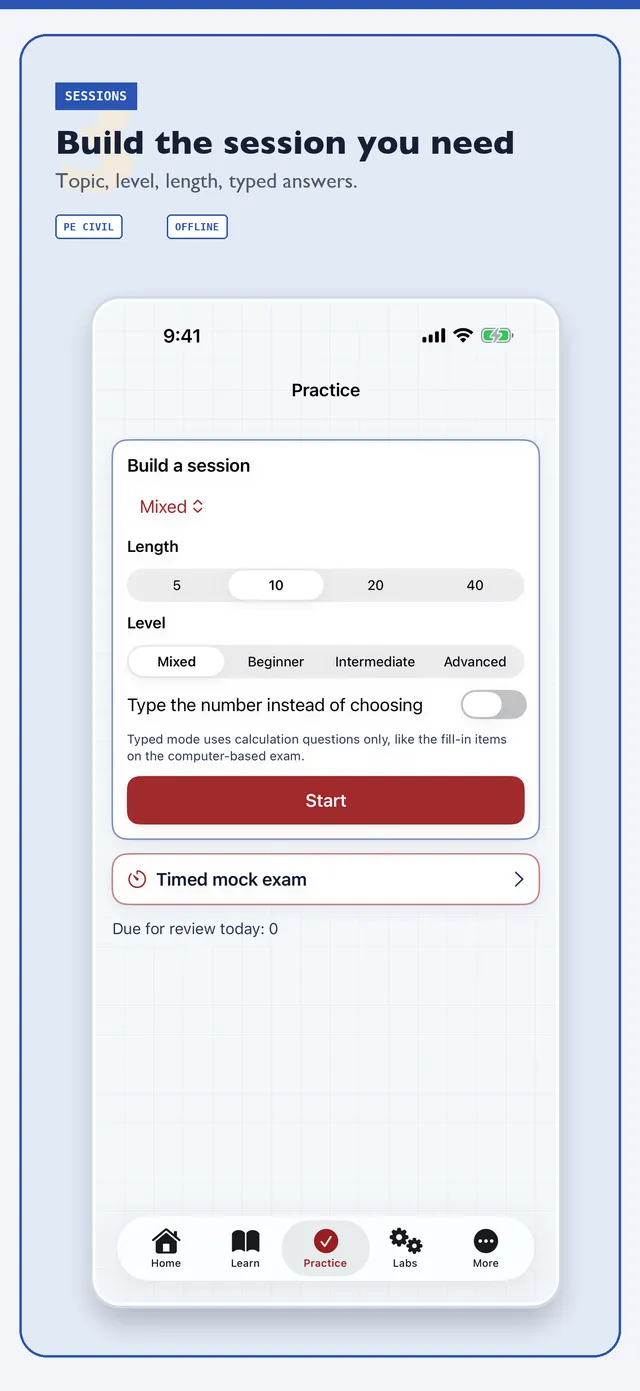 SESSIONS
3
Build the session you need
Topic, level, length, typed answers.
PE CIVIL
OFFLINE
9:41
Practice
Build a session
Mixed
Length
5 10 20 40
Level
Mixed Beginner Intermediate Advanced
Type the number instead of choosing
Typed mode uses calculation questions only, like the fill-in items
on the computer-based exam.
Start
Timed mock exam
Due for review today: 0
Home Learn Practice Labs More